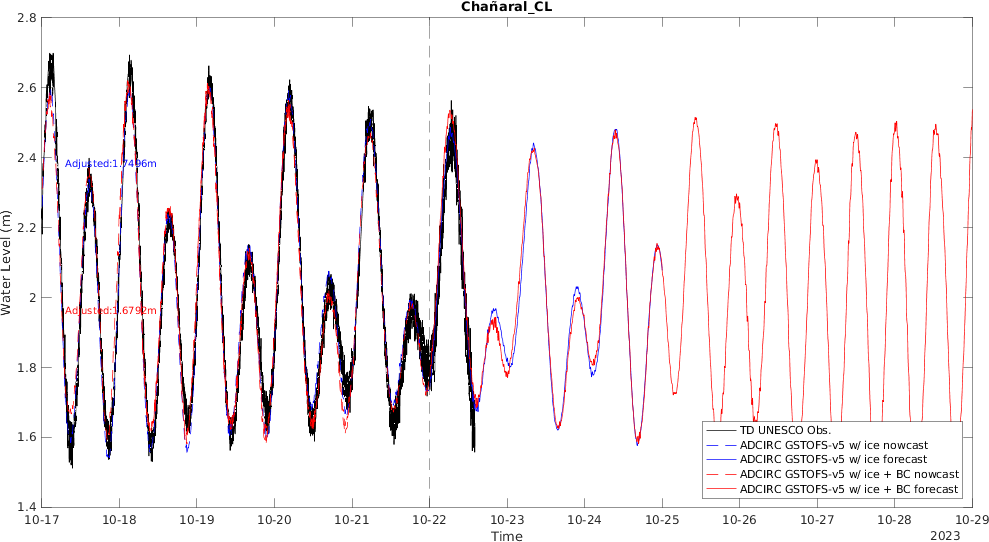 Chañaral_CL
2.8
2.6
2.4
2.2
2
1.8
1.6
1.4
Water Level (m)
Adjusted:1.7496m
Adjusted:1.6792m
TD UNESCO Obs.
ADCIRC GSTOFS-v5 w/ ice nowcast
ADCIRC GSTOFS-v5 w/ ice forecast
ADCIRC GSTOFS-v5 w/ ice + BC nowcast
ADCIRC GSTOFS-v5 w/ ice + BC forecast
10-17 10-18 10-19 10-20 10-21 10-22 10-23 10-24 10-25 10-26 10-27 10-28 10-29
Time
2023